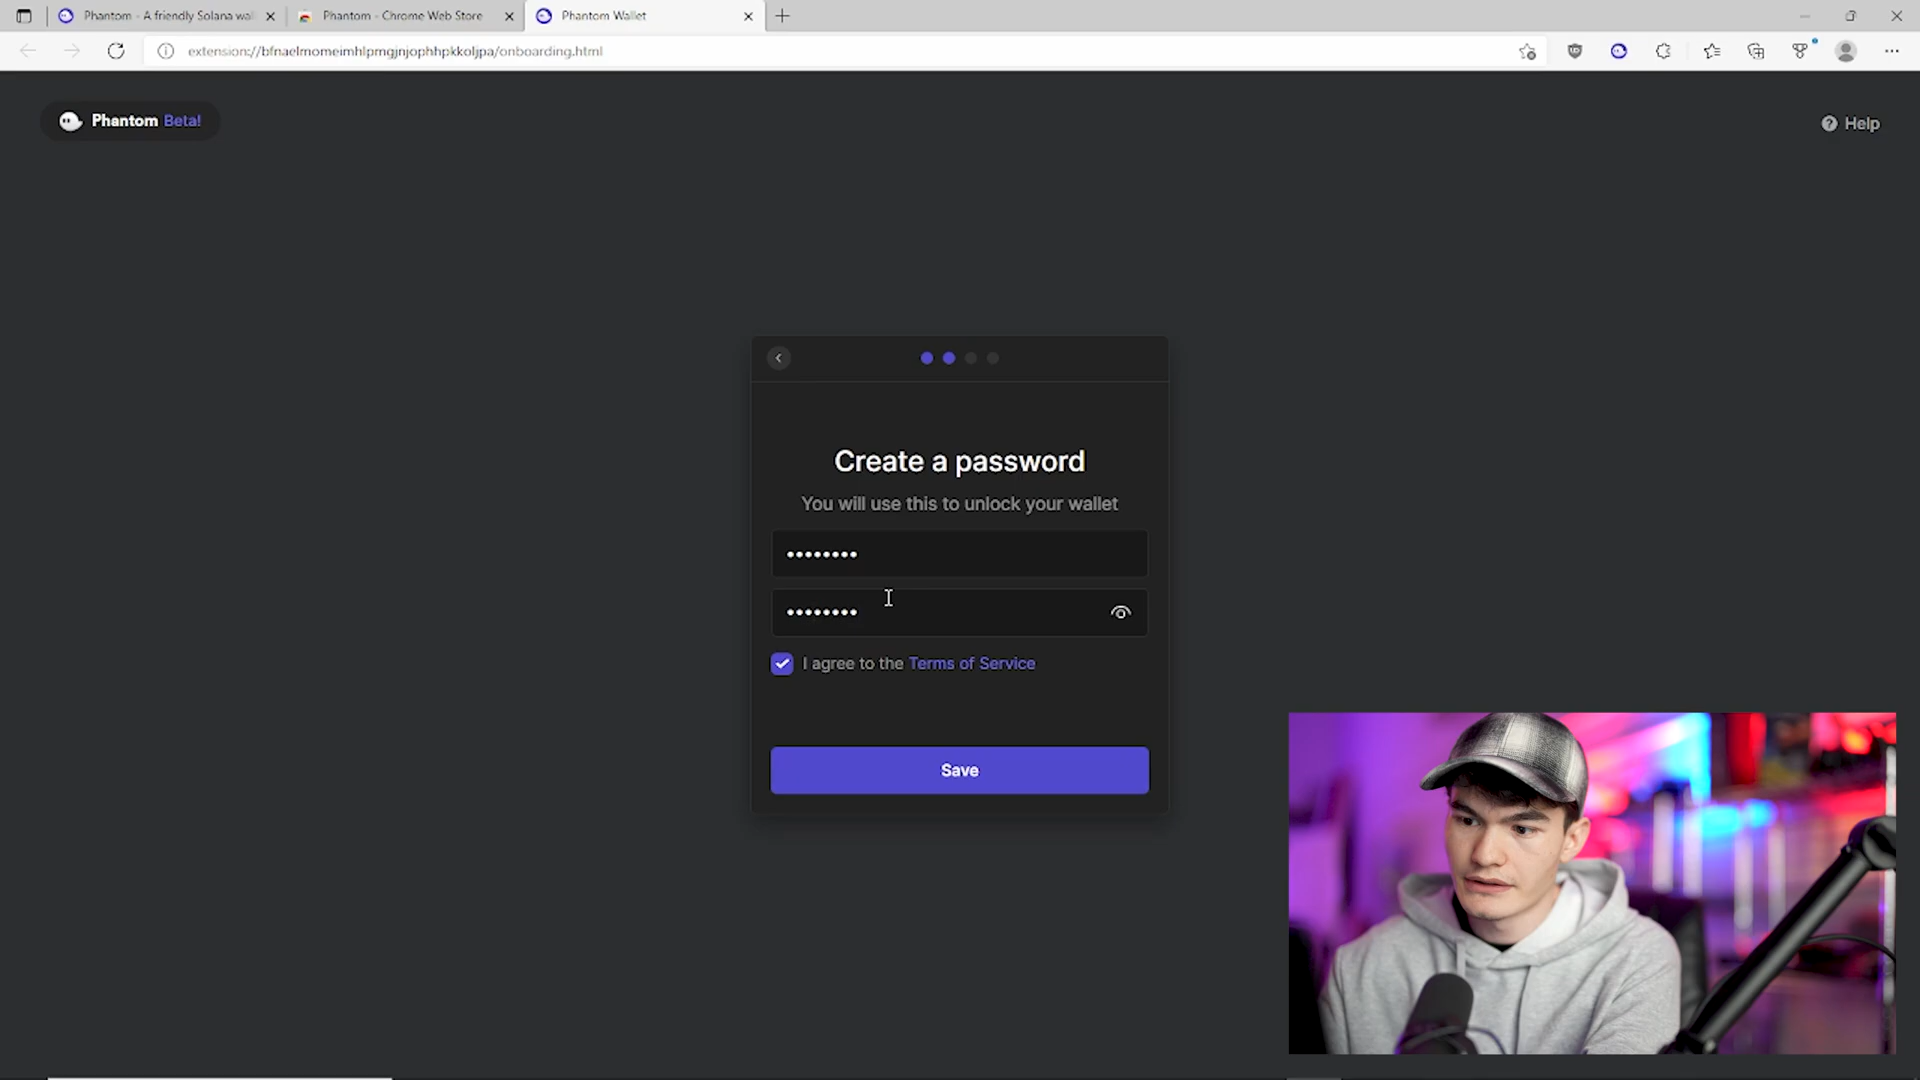 Phantom - A friendly Solana wal
Phantom - Chrome Web Store
Phantom Wallet
extension://bfnaelmomeimhlpmgjnjophhpkkoljpa/onboarding.html
Phantom Beta!
Help
Create a password
You will use this to unlock your wallet
I agree to the Terms of Service
Save